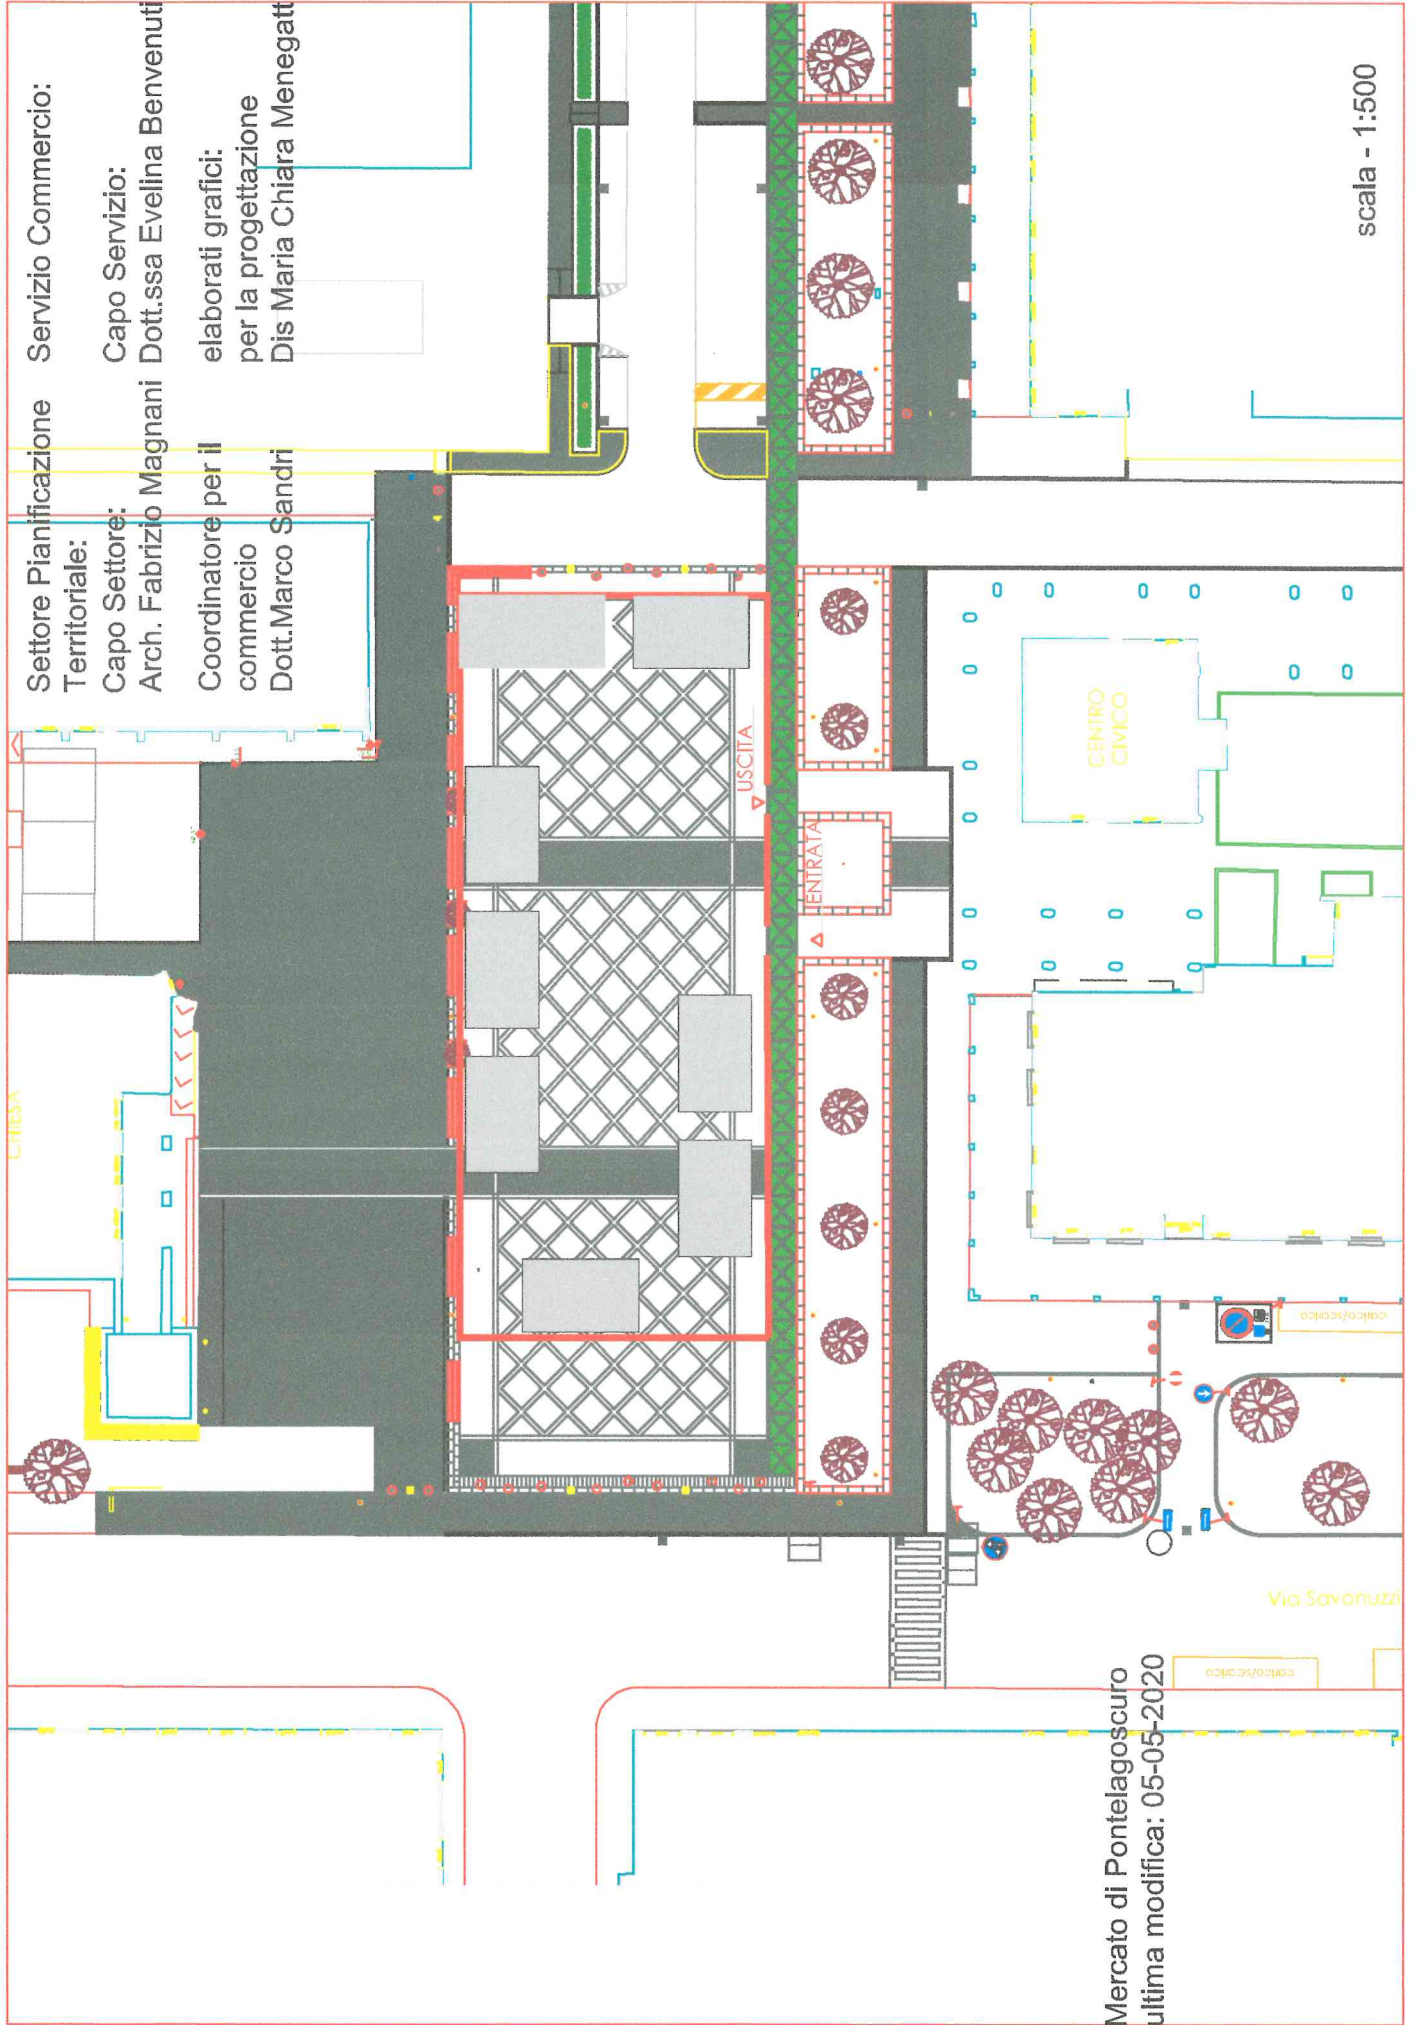 Settore Pianificazione
Territoriale:
Capo Settore:
Arch. Fabrizio Magnani
Coordinatore per il
commercio
Dott.Marco Sandri
Servizio Commercio:
Capo Servizio:
Dott.ssa Evelina Benvenuti
elaborati grafici:
per la progettazione
Dis Maria Chiara Menegatt
CHIESA
USCITA
ENTRATA
CENTRO
CIVICO
carico/scarico
carico/scarico
Via Savonuzzi
Mercato di Pontelagoscuro
ultima modifica: 05-05-2020
scala - 1:500